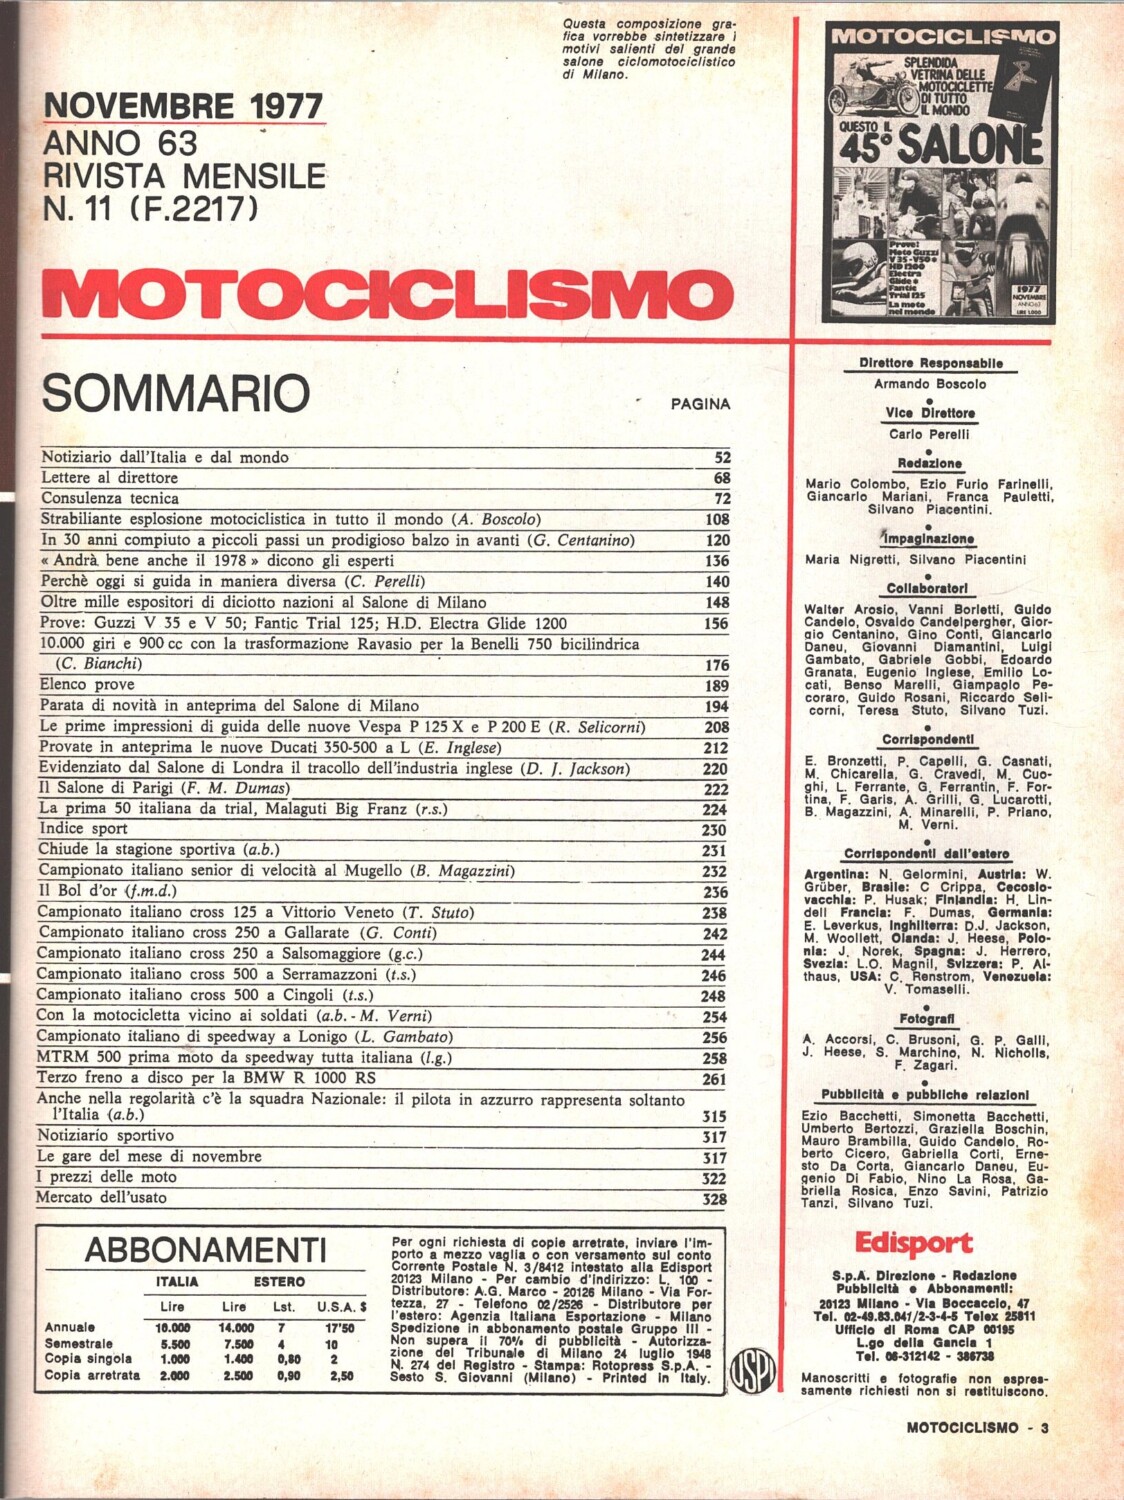 Questa composizione gra-
fica vorrebbe sintetizzare i
motivi salienti del grande
salone ciclomotociclistico
di Milano.
NOVEMBRE 1977
ANNO 63
RIVISTA MENSILE
N. 11 (F.2217)
MOTOCICLISMO
MOTOCICLISMO
SPLENDIDA
VETRINA DELLE
MOTOCICLETTE
DI TUTTO
IL MONDO
QUESTO IL
45° SALONE
Prove:
Moto Guzzi
V 35 - V50 •
HD 1200
Electra
Glide •
Fantic
Trial 125
La moto
nel mondo
1977
NOVEMBRE
ANNO 63
LIRE 1.000
SOMMARIO
PAGINA
Notiziario dall'Italia e dal mondo 52
Lettere al direttore 68
Consulenza tecnica 72
Strabiliante esplosione motociclistica in tutto il mondo (A. Boscolo) 108
In 30 anni compiuto a piccoli passi un prodigioso balzo in avanti (G. Centanino) 120
« Andrà bene anche il 1978 » dicono gli esperti 136
Perchè oggi si guida in maniera diversa (C. Perelli) 140
Oltre mille espositori di diciotto nazioni al Salone di Milano 148
Prove: Guzzi V 35 e V 50; Fantic Trial 125; H.D. Electra Glide 1200 156
10.000 giri e 900 cc con la trasformazione Ravasio per la Benelli 750 bicilindrica
(C. Bianchi) 176
Elenco prove 189
Parata di novità in anteprima del Salone di Milano 194
Le prime impressioni di guida delle nuove Vespa P 125 X e P 200 E (R. Selicorni) 208
Provate in anteprima le nuove Ducati 350-500 a L (E. Inglese) 212
Evidenziato dal Salone di Londra il tracollo dell'industria inglese (D. J. Jackson) 220
Il Salone di Parigi (F. M. Dumas) 222
La prima 50 italiana da trial, Malaguti Big Franz (r.s.) 224
Indice sport 230
Chiude la stagione sportiva (a.b.) 231
Campionato italiano senior di velocità al Mugello (B. Magazzini) 232
Il Bol d'or (f.m.d.) 236
Campionato italiano cross 125 a Vittorio Veneto (T. Stuto) 238
Campionato italiano cross 250 a Gallarate (G. Conti) 242
Campionato italiano cross 250 a Salsomaggiore (g.c.) 244
Campionato italiano cross 500 a Serramazzoni (t.s.) 246
Campionato italiano cross 500 a Cingoli (t.s.) 248
Con la motocicletta vicino ai soldati (a.b. - M. Verni) 254
Campionato italiano di speedway a Lonigo (L. Gambato) 256
MTRM 500 prima moto da speedway tutta italiana (l.g.) 258
Terzo freno a disco per la BMW R 1000 RS 261
Anche nella regolarità c'è la squadra Nazionale: il pilota in azzurro rappresenta soltanto
l'Italia (a.b.) 315
Notiziario sportivo 317
Le gare del mese di novembre 317
I prezzi delle moto 322
Mercato dell'usato 328
ABBONAMENTI
ITALIA ESTERO
Lire Lire Lst. U.S.A. $
Annuale 10.000 14.000 7 17'50
Semestrale 5.500 7.500 4 10
Copia singola 1.000 1.400 0,80 2
Copia arretrata 2.000 2.500 0,90 2,50
Per ogni richiesta di copie arretrate, inviare l'im-
porto a mezzo vaglia o con versamento sul conto
Corrente Postale N. 3/8412 intestato alla Edisport
20123 Milano - Per cambio d'indirizzo: L. 100 -
Distributore: A.G. Marco - 20126 Milano - Via For-
tezza, 27 - Telefono 02/2526 - Distributore per
l'estero: Agenzia Italiana Esportazione - Milano
Spedizione in abbonamento postale Gruppo III -
Non supera il 70% di pubblicità - Autorizza-
zione del Tribunale di Milano 24 luglio 1948
N. 274 del Registro - Stampa: Rotopress S.p.A. -
Sesto S. Giovanni (Milano) - Printed in Italy.
USPI
Direttore Responsabile
Armando Boscolo
Vice Direttore
Carlo Perelli
Redazione
Mario Colombo, Ezio Furio Farinelli,
Giancarlo Mariani, Franca Pauletti,
Silvano Piacentini.
Impaginazione
Maria Nigretti, Silvano Piacentini
Collaboratori
Walter Arosio, Vanni Borletti, Guido
Candelo, Osvaldo Candelpergher, Gior-
gio Centanino, Gino Conti, Giancarlo
Daneu, Giovanni Diamantini, Luigi
Gambato, Gabriele Gobbi, Edoardo
Granata, Eugenio Inglese, Emilio Lo-
cati, Benso Marelli, Giampaolo Pe-
coraro, Guido Rosani, Riccardo Seli-
corni, Teresa Stuto, Silvano Tuzi.
Corrispondenti
E. Bronzetti, P. Capelli, G. Casnati,
M. Chicarella, G. Cravedi, M. Cuo-
ghi, L. Ferrante, G. Ferrantin, F. For-
tina, F. Garis, A. Grilli, G. Lucarotti,
B. Magazzini, A. Minarelli, P. Priano,
M. Verni.
Corrispondenti dall'estero
Argentina: N. Gelormini, Austria: W.
Grüber, Brasile: C Crippa, Cecoslo-
vacchia: P. Husak; Finlandia: H. Lin-
dell Francia: F. Dumas, Germania:
E. Leverkus, Inghilterra: D.J. Jackson,
M. Woollett, Olanda: J. Heese, Polo-
nia: J. Norek, Spagna: J. Herrero,
Svezia: L.O. Magnil, Svizzera: P. Al-
thaus, USA: C. Renstrom, Venezuela:
V. Tomaselli.
Fotografi
A. Accorsi, C. Brusoni, G. P. Galli,
J. Heese, S. Marchino, N. Nicholls,
F. Zagari.
Pubblicità e pubbliche relazioni
Ezio Bacchetti, Simonetta Bacchetti,
Umberto Bertozzi, Graziella Boschin,
Mauro Brambilla, Guido Candelo, Ro-
berto Cicero, Gabriella Corti, Erne-
sto Da Corta, Giancarlo Daneu, Eu-
genio Di Fabio, Nino La Rosa, Ga-
briella Rosica, Enzo Savini, Patrizio
Tanzi, Silvano Tuzi.
Edisport
S.p.A. Direzione - Redazione
Pubblicità e Abbonamenti:
20123 Milano - Via Boccaccio, 47
Tel. 02-49.83.041/2-3-4-5 Telex 25811
Ufficio di Roma CAP 00195
L.go della Gancia 1
Tel. 06-312142 - 386738
Manoscritti e fotografie non espres-
samente richiesti non si restituiscono.
MOTOCICLISMO - 3